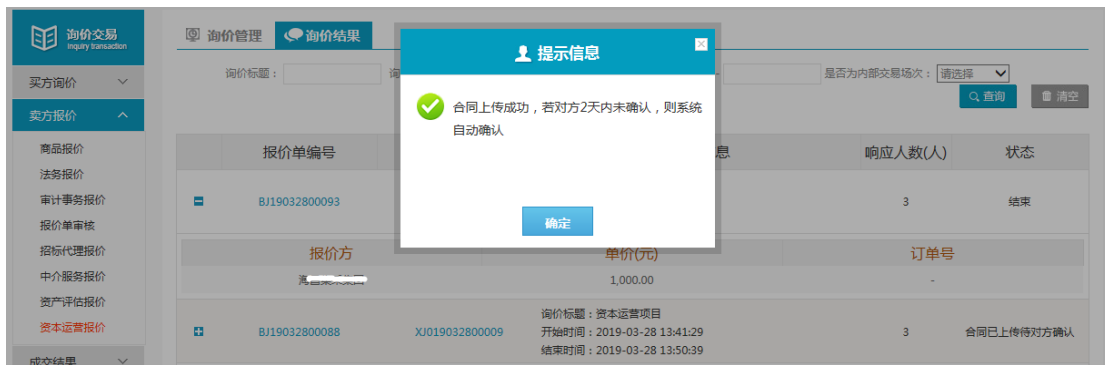 询价交易
Inquiry transaction
询价管理
询价结果
提示信息
询价标题：
询
是否为内部交易场次：
请选择
查询
清空
买方询价
卖方报价
合同上传成功，若对方2天内未确认，则系统
自动确认
确定
商品报价
法务报价
审计事务报价
报价单审核
招标代理报价
中介服务报价
资产评估报价
资本运营报价
成交结果
报价单编号
息
响应人数(人)
状态
BJ19032800093
3
结束
报价方
单价(元)
订单号
1,000.00
-
BJ19032800088
XJ019032800009
询价标题：资本运营项目
开始时间：2019-03-28 13:41:29
结束时间：2019-03-28 13:50:39
3
合同已上传待对方确认